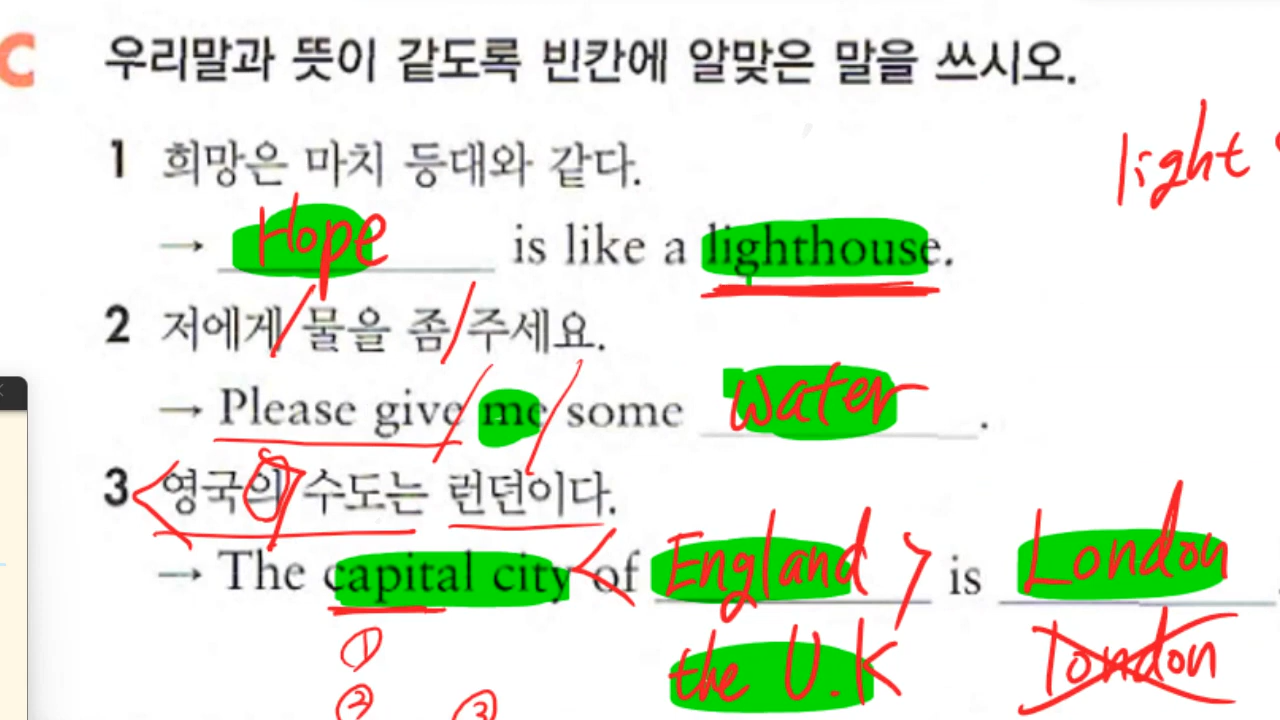 C 우리말과 뜻이 같도록 빈칸에 알맞은 말을 쓰시오.
light
1 희망은 마치 등대와 같다.
→ Hope is like a lighthouse.
2 저에게 / 물을 좀 / 주세요.
→ Please give / me / some water.
3 <영국의> 수도는 런던이다.
→ The capital city <of England> is London
the U.K london
①
② ③